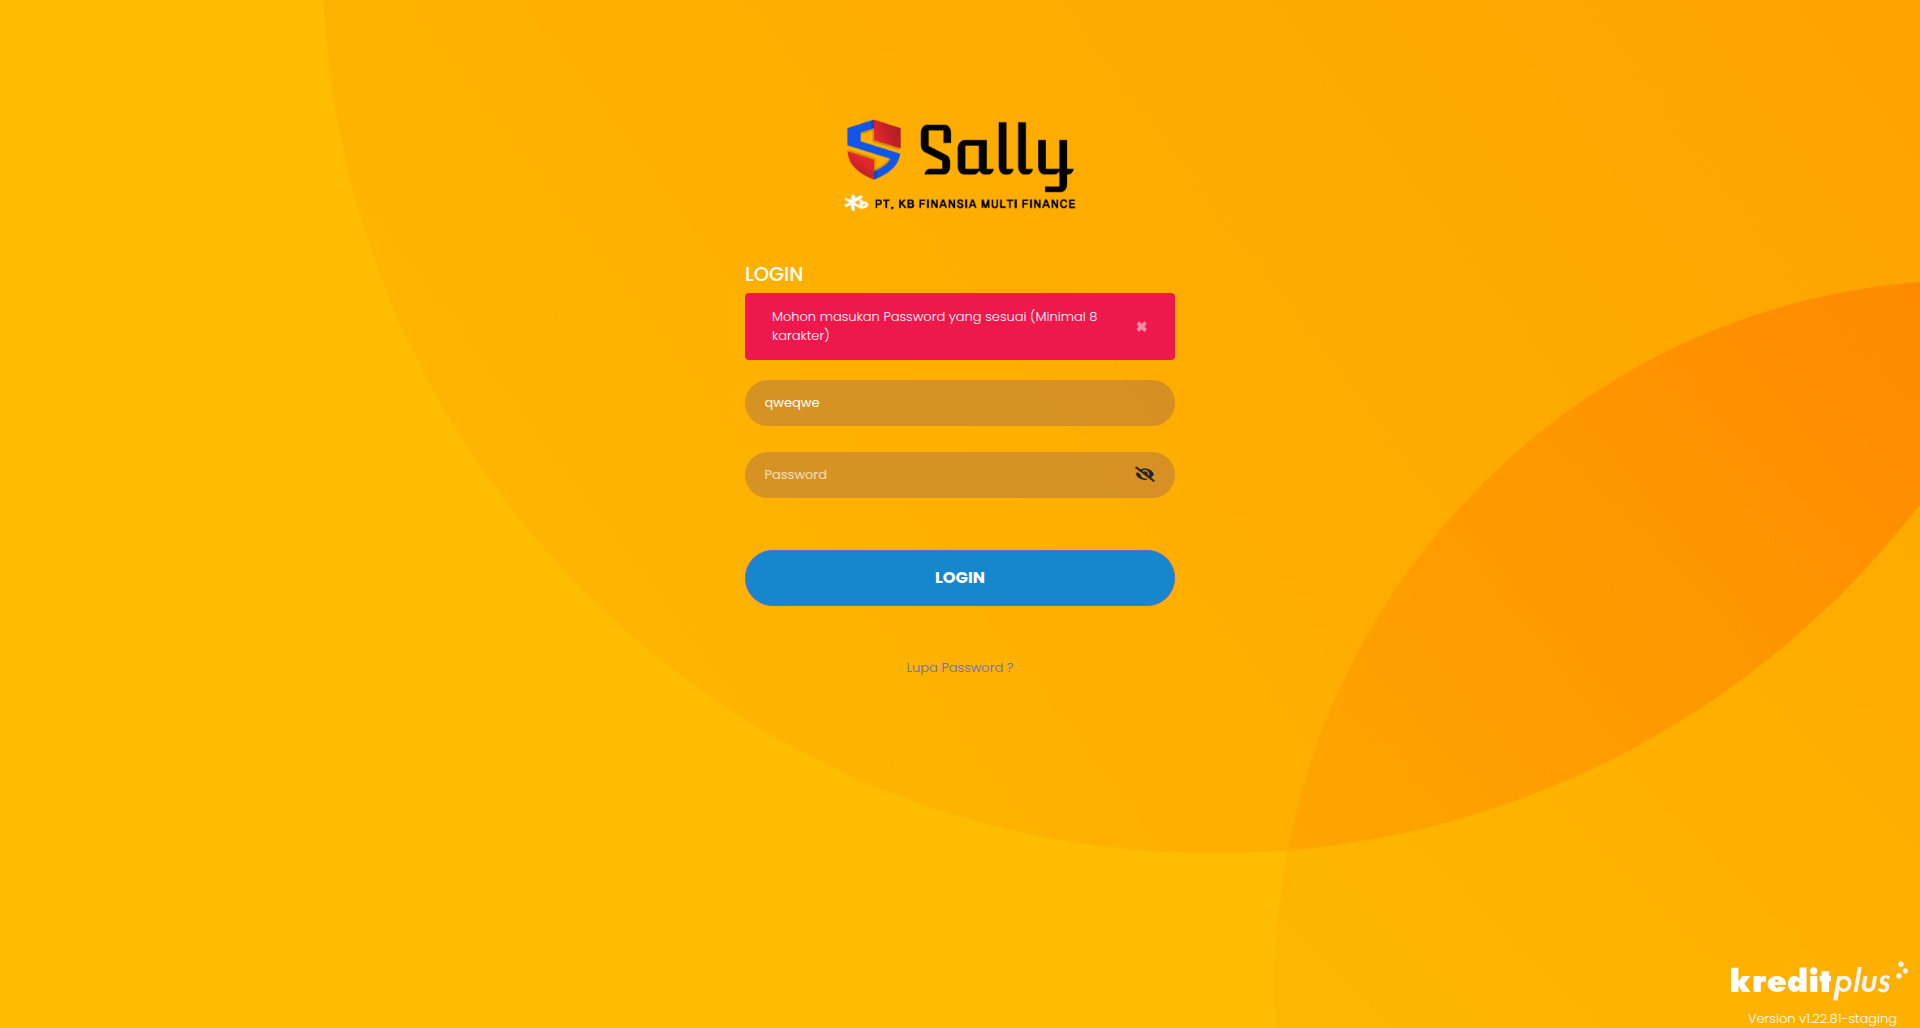 Sally
PT. KB FINANSIA MULTI FINANCE
LOGIN
Mohon masukan Password yang sesuai (Minimal 8
karakter)
qweqwe
Password
LOGIN
Lupa Password ?
kreditplus
Version v1.22.81-staging